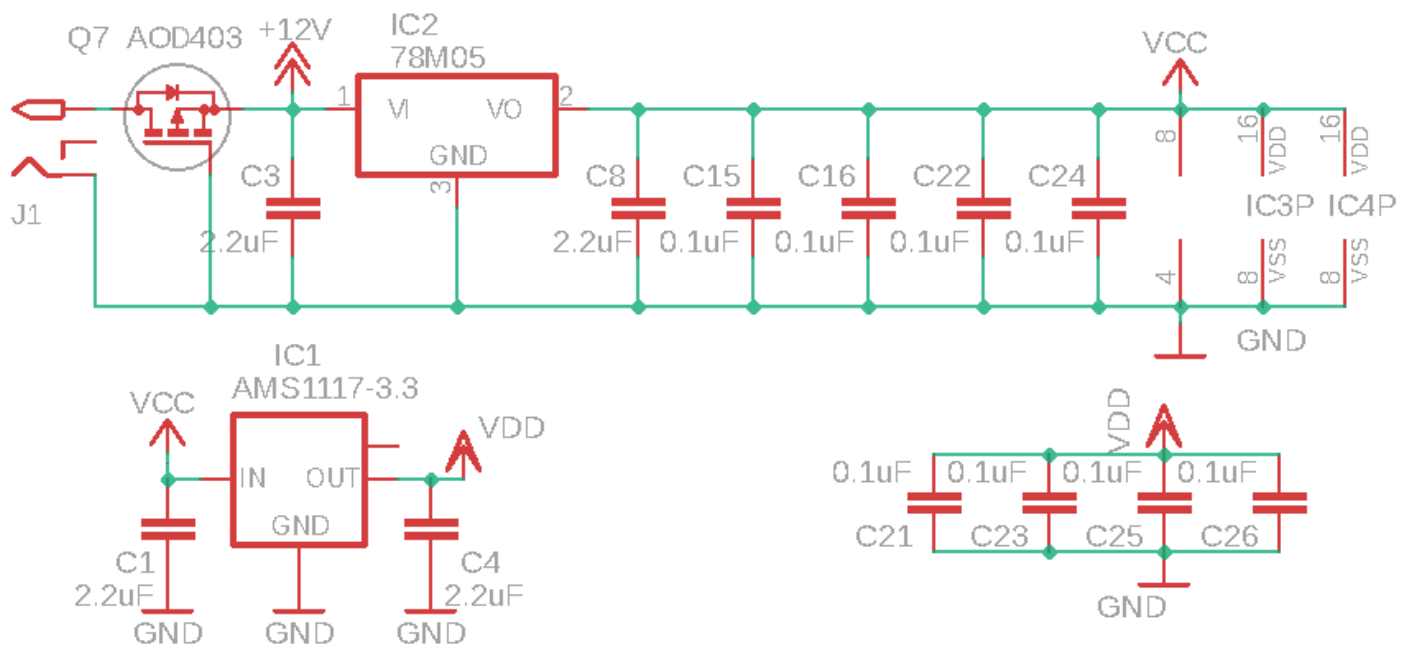 Q7 AOD403
+12V
IC2
78M05
VCC
1
VI
VO
2
GND
3
J1
C3
2.2uF
C8
2.2uF
C15
0.1uF
C16
0.1uF
C22
0.1uF
C24
0.1uF
8
4
16
VDD
IC3P
8
VSS
16
VDD
IC4P
8
VSS
GND
IC1
AMS1117-3.3
VCC
VDD
IN
OUT
GND
C1
2.2uF
GND
GND
C4
2.2uF
GND
VDD
0.1uF
C21
0.1uF
C23
0.1uF
C25
0.1uF
C26
GND